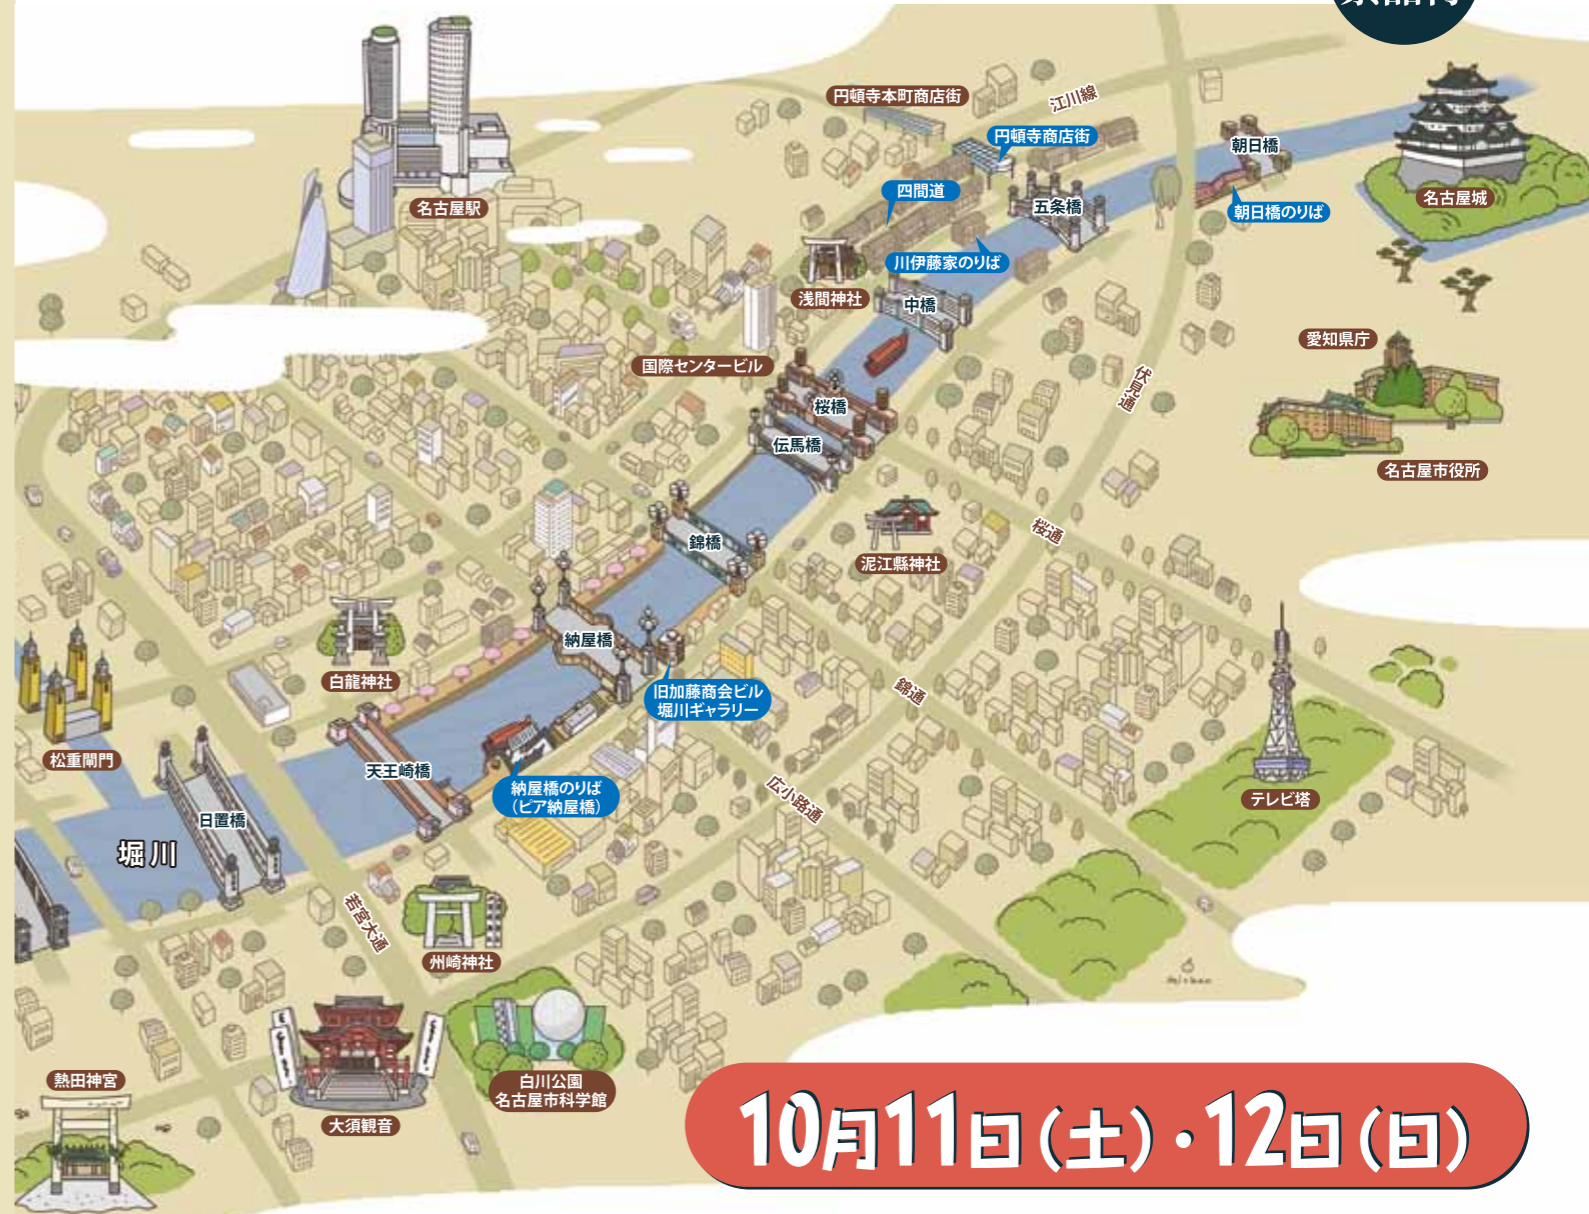 円頓寺本町商店街
江川線
円頓寺商店街
朝日橋
名古屋駅
四間道
五条橋
朝日橋のりば
名古屋城
川伊藤家のりば
浅間神社
中橋
愛知県庁
国際センタービル
伏見通
桜橋
伝馬橋
名古屋市役所
桜通
錦橋
泥江縣神社
納屋橋
白龍神社
旧加藤商会ビル
堀川ギャラリー
錦通
松重閘門
天王崎橋
納屋橋のりば
（ピア納屋橋）
広小路通
テレビ塔
日置橋
堀川
若宮大通
州崎神社
熱田神宮
大須観音
白川公園
名古屋市科学館
10月11日（土）・12日（日）